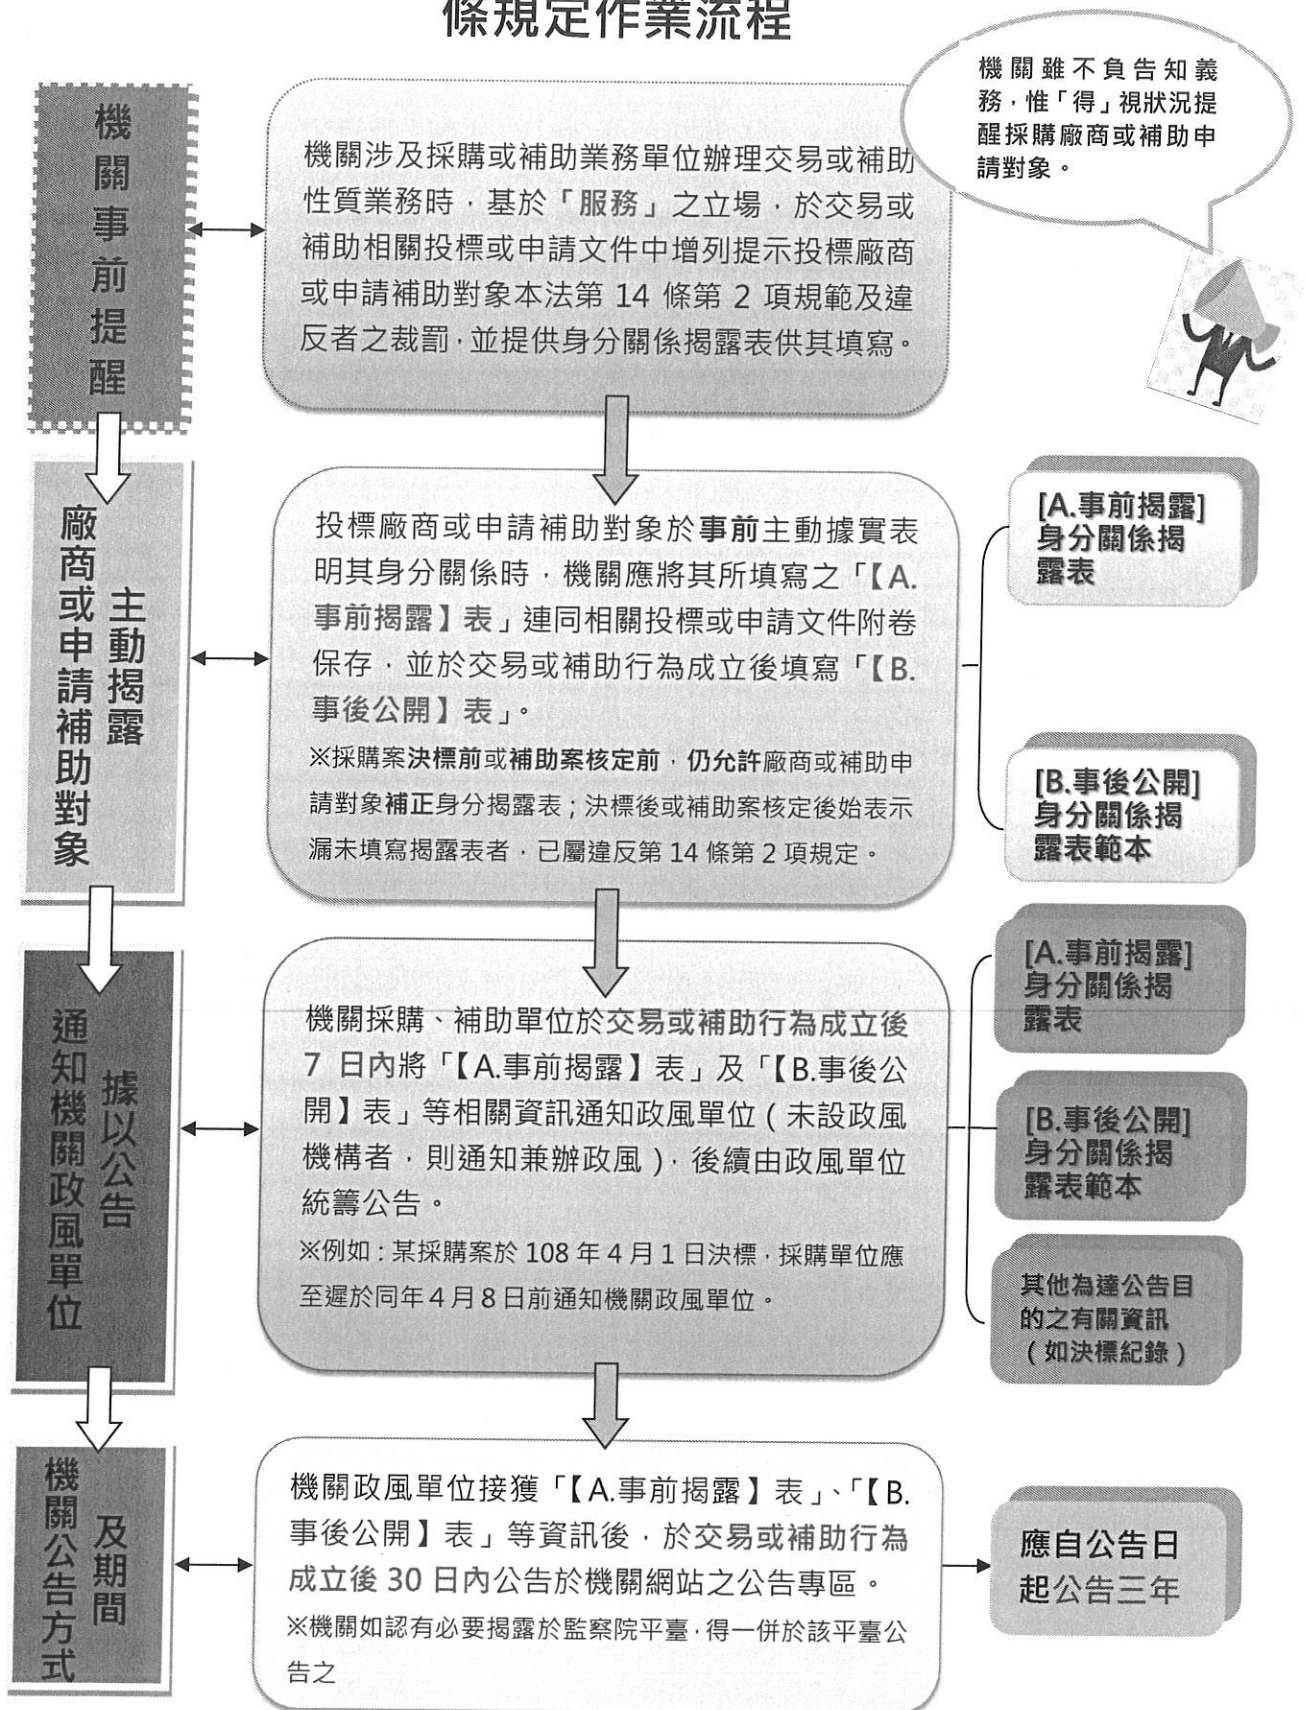 條規定作業流程
機關雖不負告知義
務，惟「得」視狀況提
醒採購廠商或補助申
請對象。
機關事前提醒
機關涉及採購或補助業務單位辦理交易或補助
性質業務時，基於「服務」之立場，於交易或
補助相關投標或申請文件中增列提示投標廠商
或申請補助對象本法第 14 條第 2 項規範及違
反者之裁罰，並提供身分關係揭露表供其填寫。
廠商或申請補助對象
主動揭露
投標廠商或申請補助對象於事前主動據實表
明其身分關係時，機關應將其所填寫之「【A.
事前揭露】表」連同相關投標或申請文件附卷
保存，並於交易或補助行為成立後填寫「【B.
事後公開】表」。
※採購案決標前或補助案核定前，仍允許廠商或補助申
請對象補正身分揭露表；決標後或補助案核定後始表示
漏未填寫揭露表者，已屬違反第 14 條第 2 項規定。
[A.事前揭露]
身分關係揭
露表
[B.事後公開]
身分關係揭
露表範本
通知機關政風單位
據以公告
機關採購、補助單位於交易或補助行為成立後
7 日內將「【A.事前揭露】表」及「【B.事後公
開】表」等相關資訊通知政風單位（未設政風
機構者，則通知兼辦政風），後續由政風單位
統籌公告。
※例如：某採購案於 108 年 4 月 1 日決標，採購單位應
至遲於同年 4 月 8 日前通知機關政風單位。
[A.事前揭露]
身分關係揭
露表
[B.事後公開]
身分關係揭
露表範本
其他為達公告目
的之有關資訊
（如決標紀錄）
機關公告方式
及期間
機關政風單位接獲「【A.事前揭露】表」、「【B.
事後公開】表」等資訊後，於交易或補助行為
成立後 30 日內公告於機關網站之公告專區。
※機關如認有必要揭露於監察院平臺，得一併於該平臺公
告之
應自公告日
起公告三年